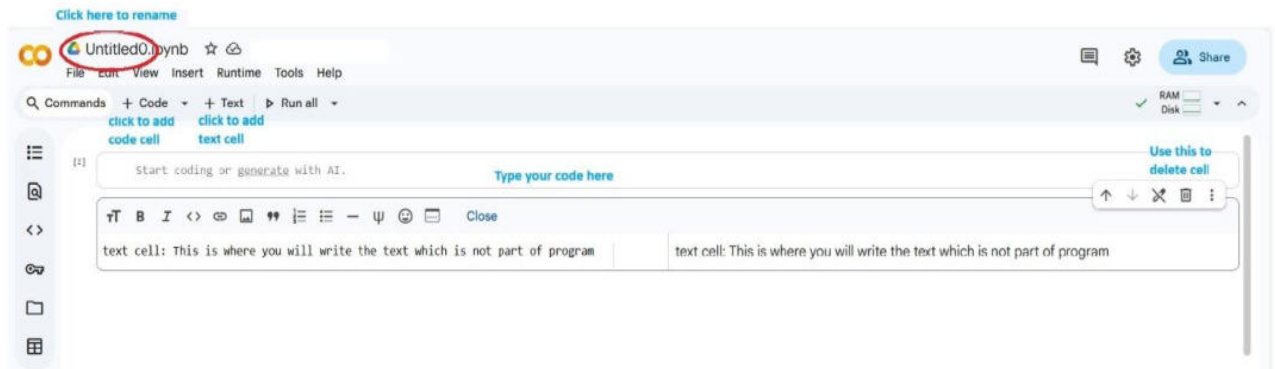 Click here to rename
Untitled0.ipynb
File Edit View Insert Runtime Tools Help
Share
Commands + Code + Text Run all
RAM
Disk
click to add
code cell
click to add
text cell
Use this to
delete cell
[1]
Start coding or generate with AI.
Type your code here
Close
text cell: This is where you will write the text which is not part of program
text cell: This is where you will write the text which is not part of program